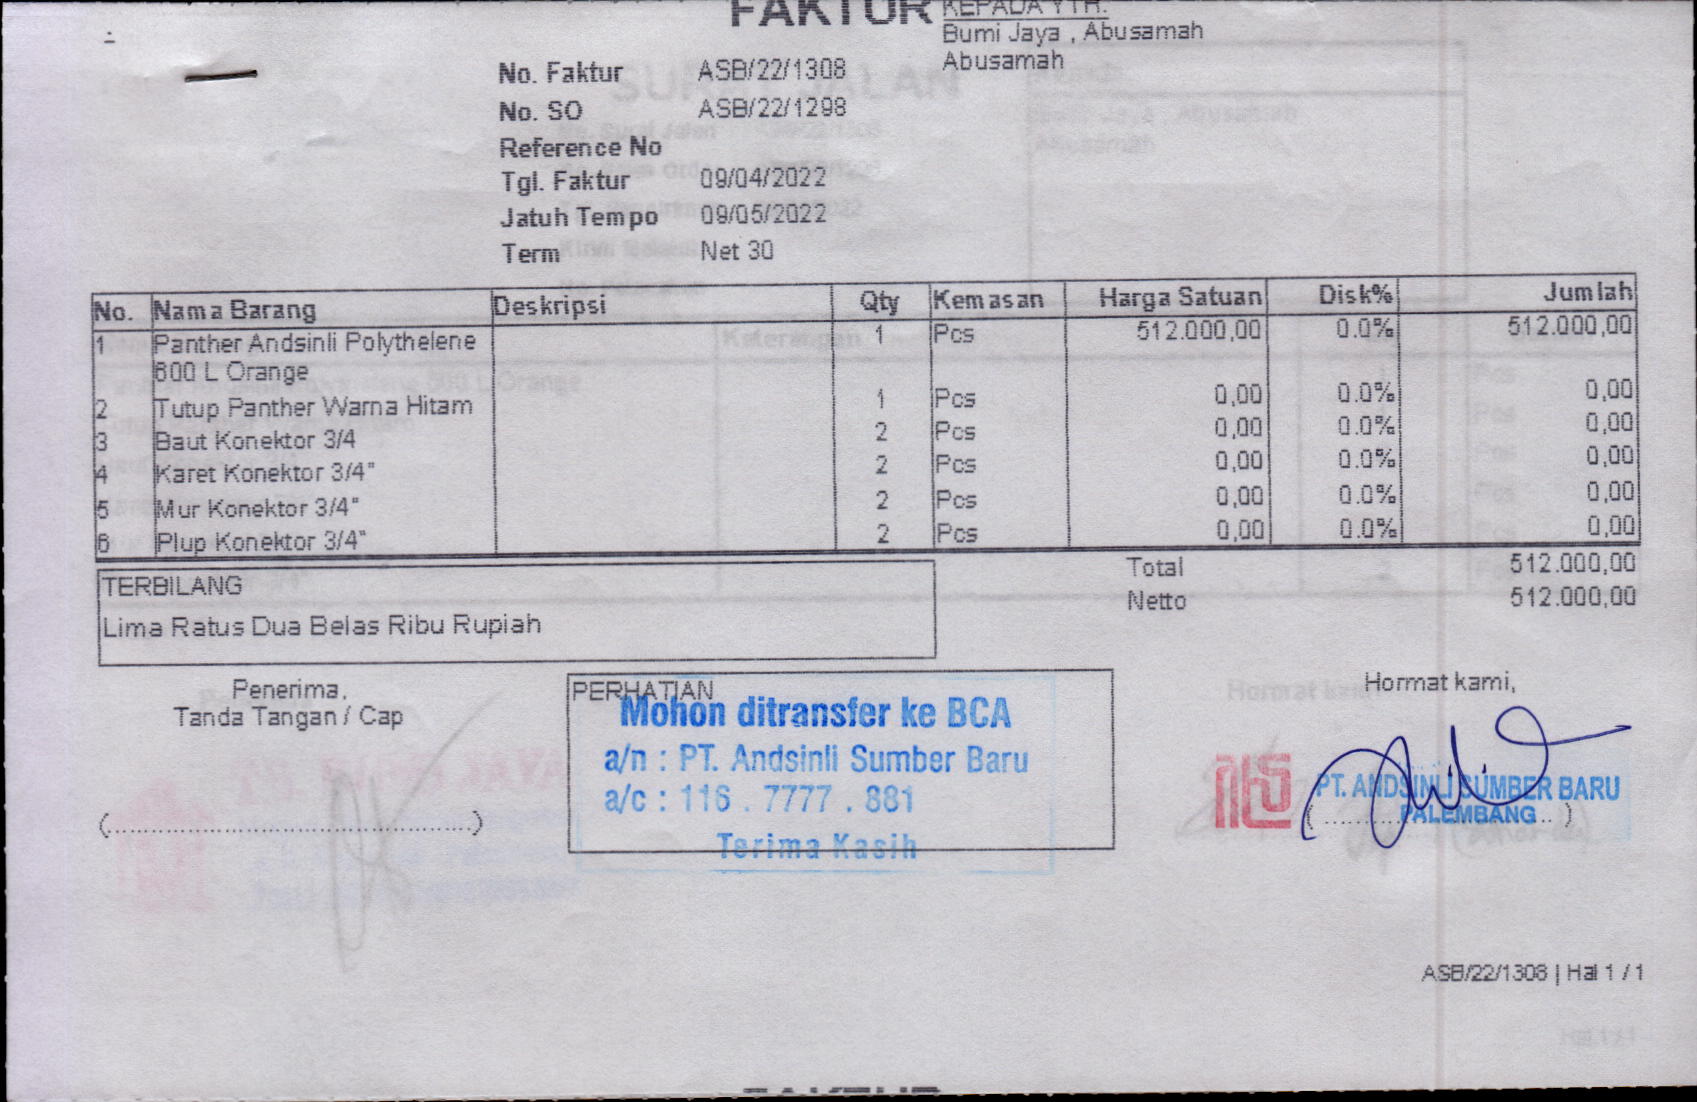 FAKTUR
KEPADA YTH.
Bumi Jaya , Abusamah
Abusamah
No. Faktur ASB/22/1308
No. SO ASB/22/1298
Reference No
Tgl. Faktur 09/04/2022
Jatuh Tempo 09/05/2022
Term Net 30
No. Nama Barang Deskripsi Qty Kemasan Harga Satuan Disk% Jumlah
1 Panther Andsinli Polythelene 1 Pcs 512.000,00 0.0% 512.000,00
600 L Orange
2 Tutup Panther Warna Hitam 1 Pcs 0,00 0.0% 0,00
3 Baut Konektor 3/4 2 Pcs 0,00 0.0% 0,00
4 Karet Konektor 3/4" 2 Pcs 0,00 0.0% 0,00
5 Mur Konektor 3/4" 2 Pcs 0,00 0.0% 0,00
6 Plup Konektor 3/4" 2 Pcs 0,00 0.0% 0,00
Total 512.000,00
Netto 512.000,00
TERBILANG
Lima Ratus Dua Belas Ribu Rupiah
Penerima,
Tanda Tangan / Cap
PERHATIAN
Mohon ditransfer ke BCA
a/n : PT. Andsinli Sumber Baru
a/c : 116 . 7777 . 881
Terima Kasih
Hormat kami,
PT. ANDSINLI SUMBER BARU
PALEMBANG
ASB/22/1308 | Hal 1 / 1